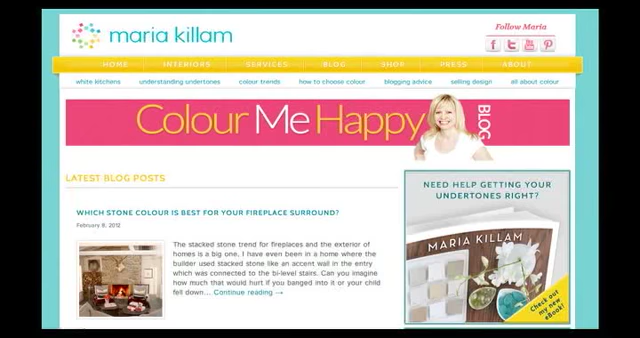 maria killam
Follow Maria
HOME INTERIORS SERVICES BLOG SHOP PRESS ABOUT
white kitchens understanding undertones colour trends how to choose colour blogging advice selling design all about colour
Colour Me Happy BLOG
LATEST BLOG POSTS
WHICH STONE COLOUR IS BEST FOR YOUR FIREPLACE SURROUND?
February 8, 2012
The stacked stone trend for fireplaces and the exterior of
homes is a big one. I have even been in a home where the
builder used stacked stone like an accent wall in the entry
which was connected to the bi-level stairs. Can you imagine
how much that would hurt if you banged into it or your child
fell down... Continue reading →
NEED HELP GETTING YOUR
UNDERTONES RIGHT?
MARIA KILLAM
Check out
my new
eBook!